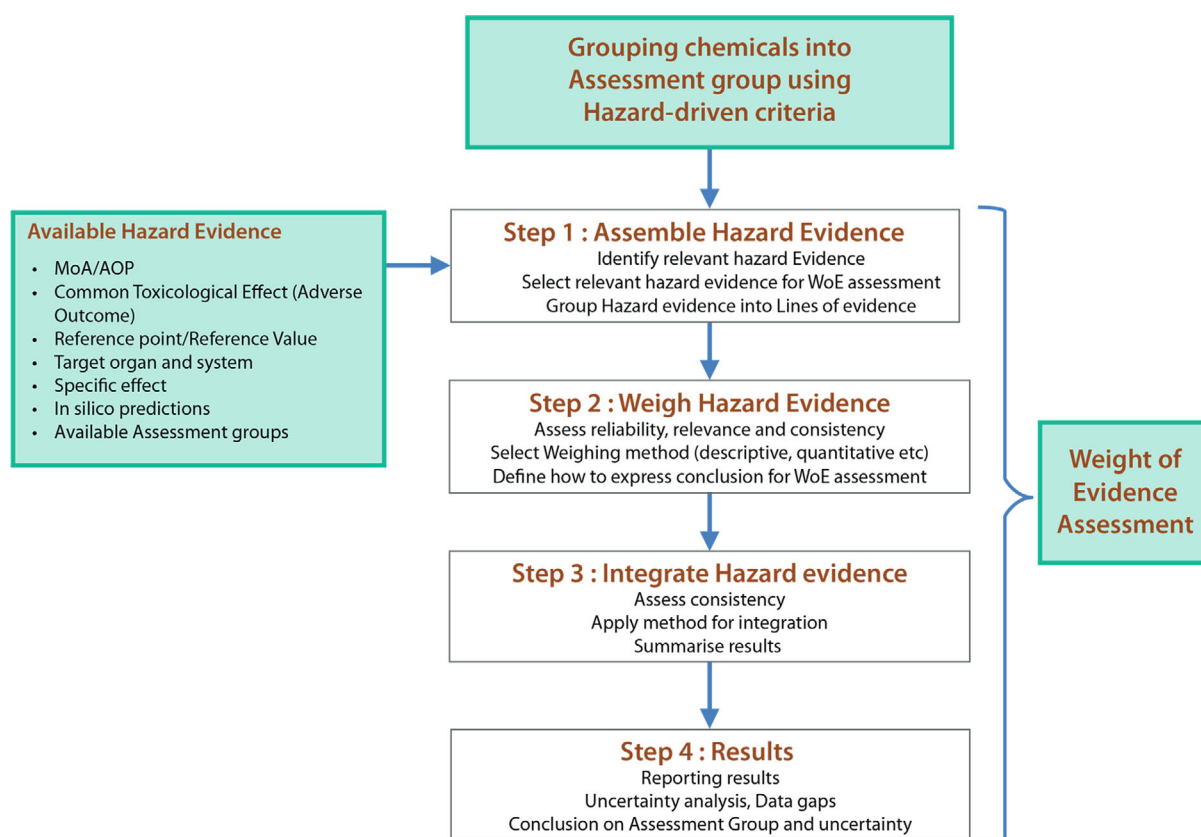 Grouping chemicals into
Assessment group using
Hazard-driven criteria
Available Hazard Evidence
• MoA/AOP
• Common Toxicological Effect (Adverse
Outcome)
• Reference point/Reference Value
• Target organ and system
• Specific effect
• In silico predictions
• Available Assessment groups
Step 1 : Assemble Hazard Evidence
Identify relevant hazard Evidence
Select relevant hazard evidence for WoE assessment
Group Hazard evidence into Lines of evidence
Step 2 : Weigh Hazard Evidence
Assess reliability, relevance and consistency
Select Weighing method (descriptive, quantitative etc)
Define how to express conclusion for WoE assessment
Step 3 : Integrate Hazard evidence
Assess consistency
Apply method for integration
Summarise results
Step 4 : Results
Reporting results
Uncertainty analysis, Data gaps
Conclusion on Assessment Group and uncertainty
Weight of
Evidence
Assessment